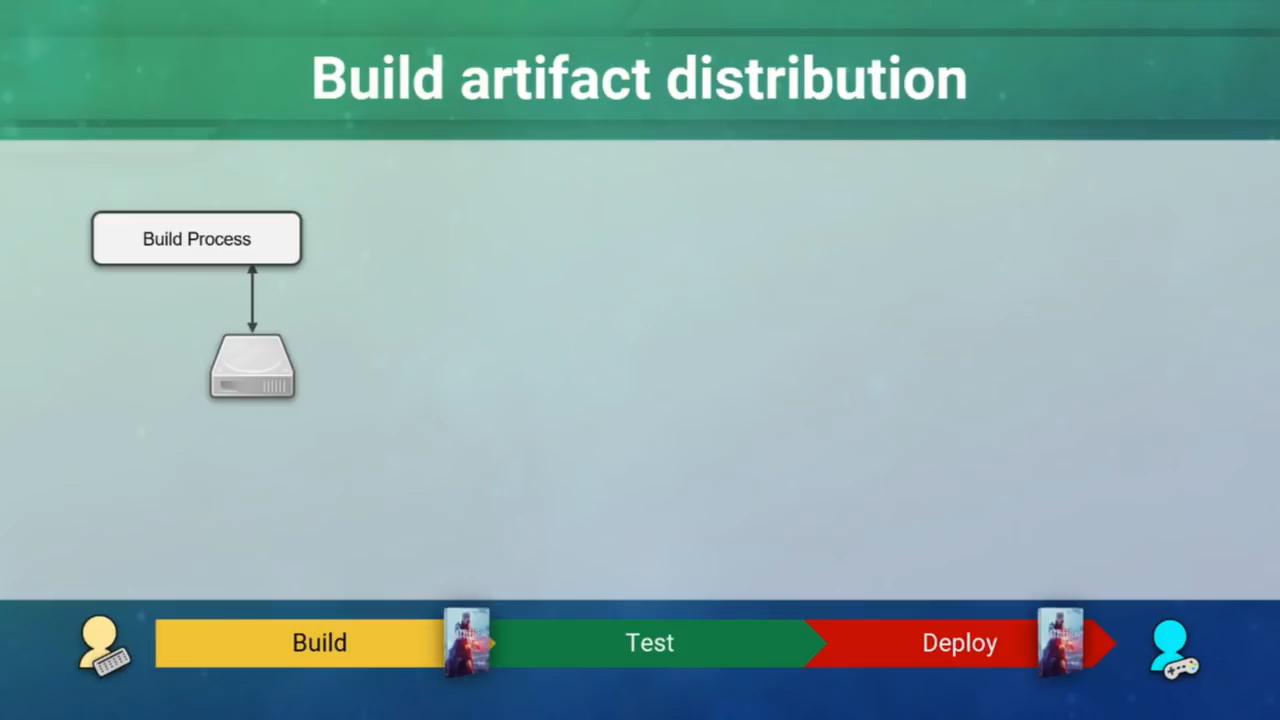 Build artifact distribution
Build Process
Build
Test
Deploy